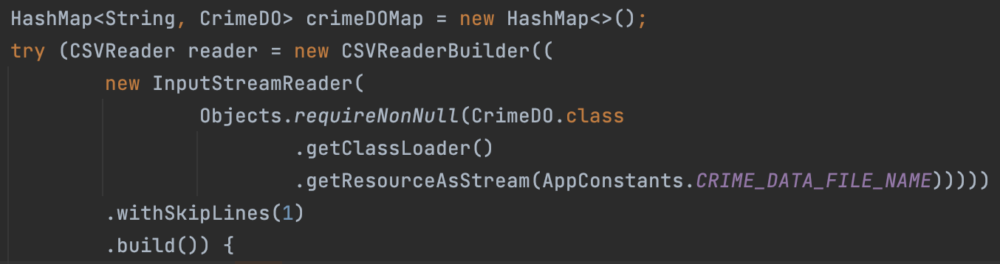 HashMap<String, CrimeDO> crimeDOMap = new HashMap<>();
try (CSVReader reader = new CSVReaderBuilder((
        new InputStreamReader(
                Objects.requireNonNull(CrimeDO.class
                        .getClassLoader()
                        .getResourceAsStream(AppConstants.CRIME_DATA_FILE_NAME)))))
        .withSkipLines(1)
        .build()) {